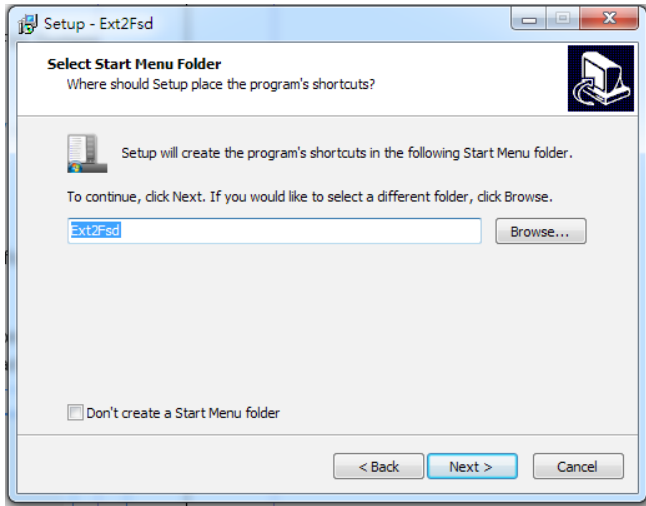 Setup - Ext2Fsd
Select Start Menu Folder
Where should Setup place the program's shortcuts?
Setup will create the program's shortcuts in the following Start Menu folder.
To continue, click Next. If you would like to select a different folder, click Browse.
Ext2Fsd
Browse...
Don't create a Start Menu folder
< Back
Next >
Cancel